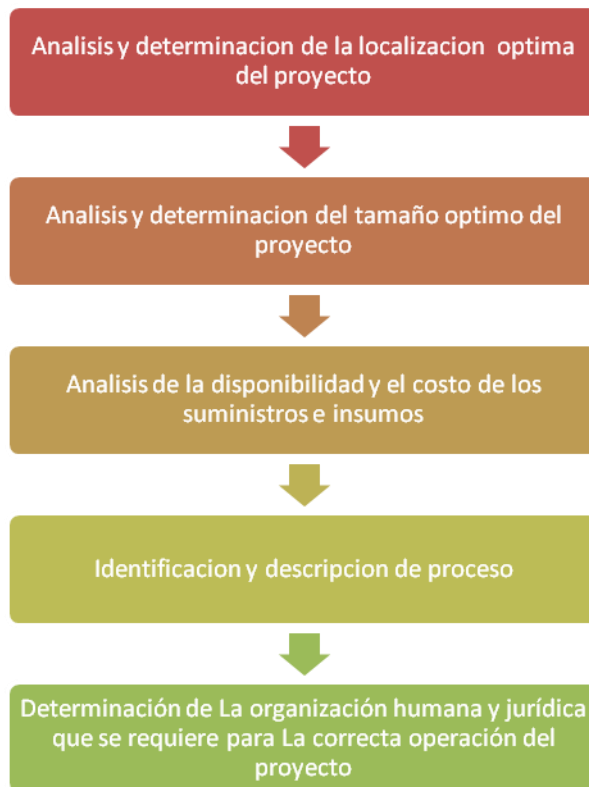 Analisis y determinacion de la localizacion optima
del proyecto
Analisis y determinacion del tamaño optimo del
proyecto
Analisis de la disponibilidad y el costo de los
suministros e insumos
Identificacion y descripcion de proceso
Determinación de La organización humana y jurídica
que se requiere para La correcta operación del
proyecto